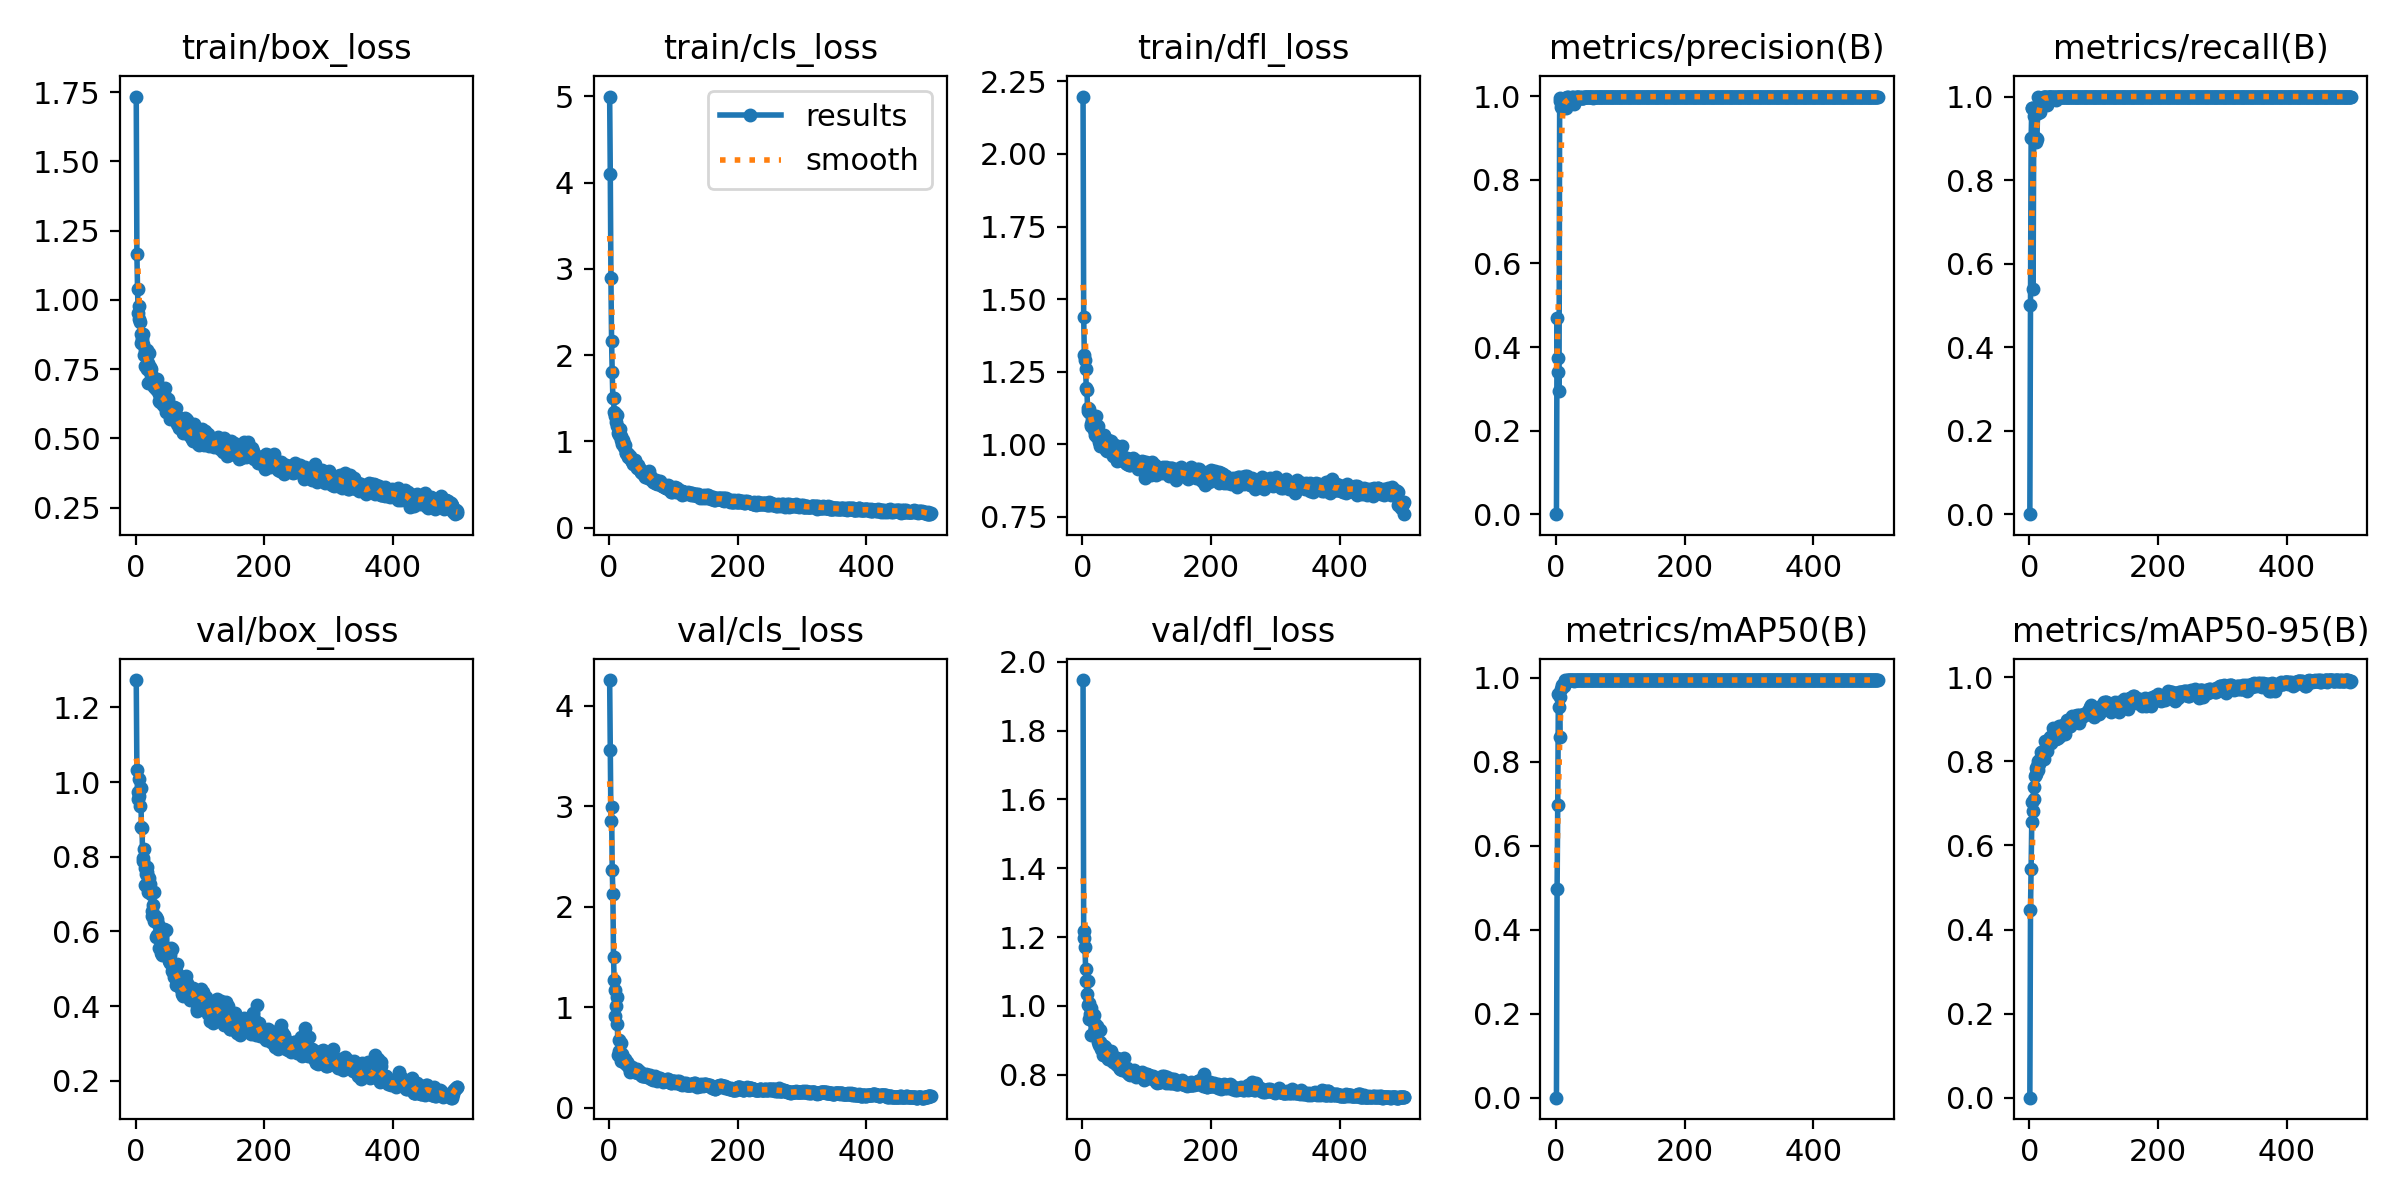 train/box_loss
1.75
1.50
1.25
1.00
0.75
0.50
0.25
0 200 400
train/cls_loss
results
smooth
5
4
3
2
1
0
0 200 400
train/dfl_loss
2.25
2.00
1.75
1.50
1.25
1.00
0.75
0 200 400
metrics/precision(B)
1.0
0.8
0.6
0.4
0.2
0.0
0 200 400
metrics/recall(B)
1.0
0.8
0.6
0.4
0.2
0.0
0 200 400
val/box_loss
1.2
1.0
0.8
0.6
0.4
0.2
0 200 400
val/cls_loss
4
3
2
1
0
0 200 400
val/dfl_loss
2.0
1.8
1.6
1.4
1.2
1.0
0.8
0 200 400
metrics/mAP50(B)
1.0
0.8
0.6
0.4
0.2
0.0
0 200 400
metrics/mAP50-95(B)
1.0
0.8
0.6
0.4
0.2
0.0
0 200 400